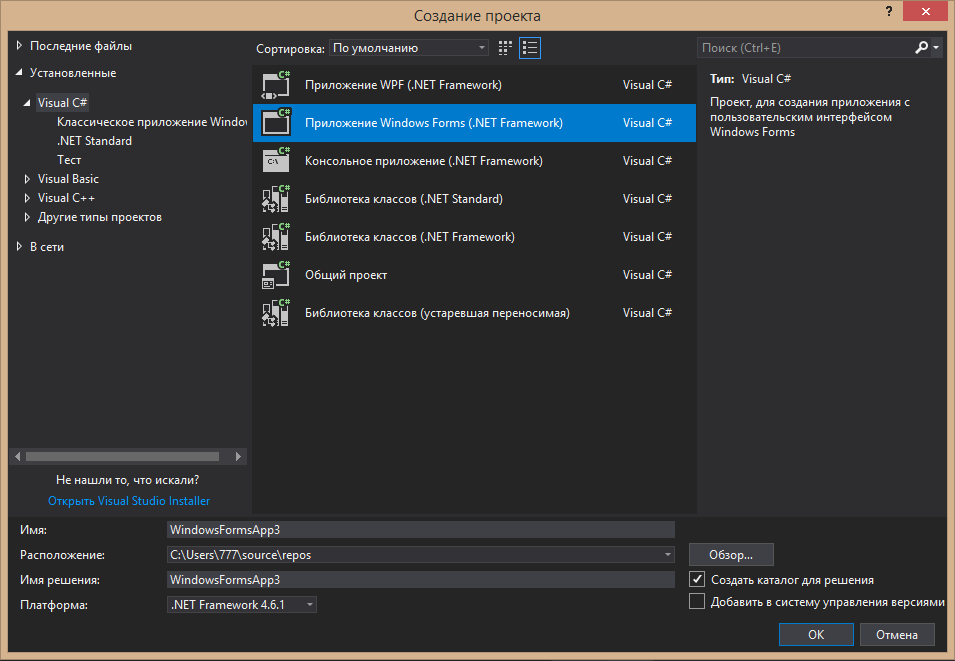 Создание проекта
?
Последние файлы
Установленные
Visual C#
Классическое приложение Windo
.NET Standard
Тест
Visual Basic
Visual C++
Другие типы проектов
В сети
Не нашли то, что искали?
Открыть Visual Studio Installer
Сортировка: По умолчанию
C# Приложение WPF (.NET Framework) Visual C#
C# Приложение Windows Forms (.NET Framework) Visual C#
C# C:\ Консольное приложение (.NET Framework) Visual C#
C# Библиотека классов (.NET Standard) Visual C#
C# Библиотека классов (.NET Framework) Visual C#
C# Общий проект Visual C#
C# Библиотека классов (устаревшая переносимая) Visual C#
Поиск (Ctrl+E)
Тип: Visual C#
Проект, для создания приложения с
пользовательским интерфейсом
Windows Forms
Имя: WindowsFormsApp3
Расположение: C:\Users\777\source\repos
Обзор...
Имя решения: WindowsFormsApp3
Создать каталог для решения
Платформа: .NET Framework 4.6.1
Добавить в систему управления версиями
ОК
Отмена